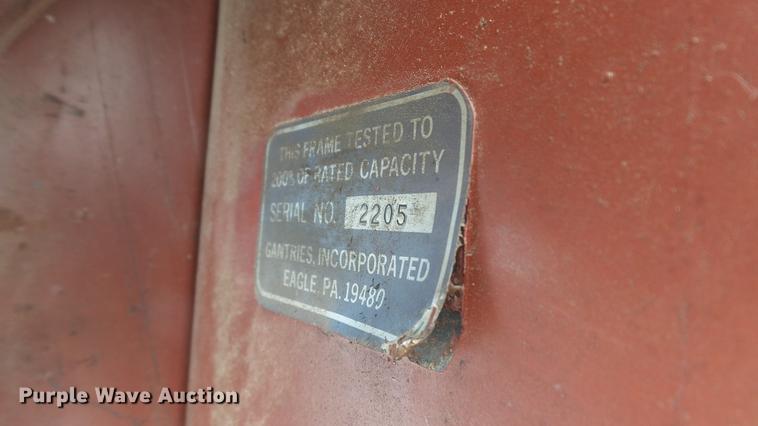 THIS FRAME TESTED TO
200% OF RATED CAPACITY
SERIAL NO. 2205
GANTRIES, INCORPORATED
EAGLE, PA. 19480
Purple Wave Auction